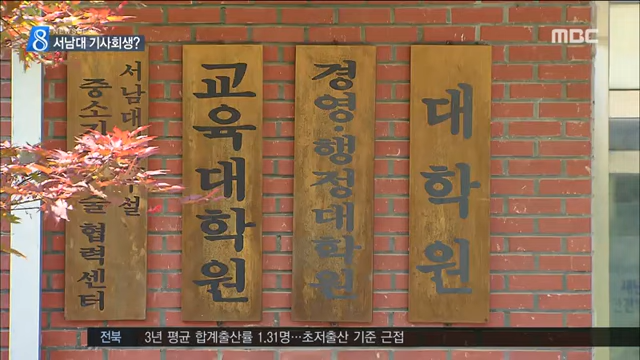 8 NEWS
서남대 기사회생?
MBC
서남대 설
중소 술 협력센터
교육대학원
경영·행정대학원
대학원
전북 3년 평균 합계출산율 1.31명…초저출산 기준 근접